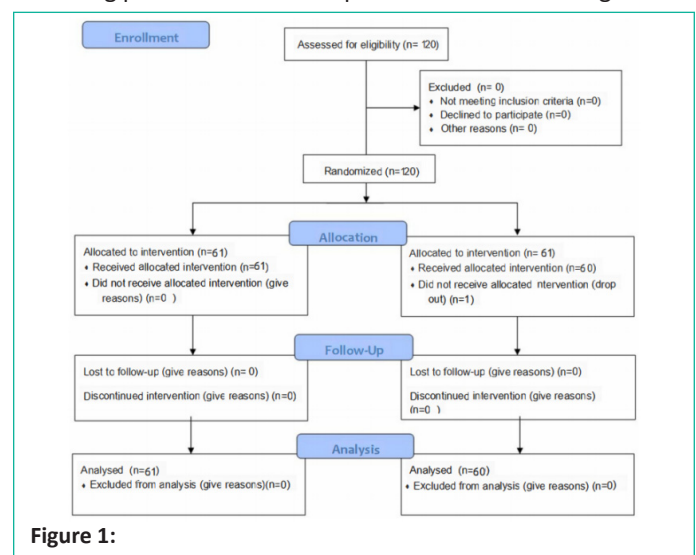 Enrollment
Assessed for eligibility (n= 120)
Excluded (n= 0)
♦ Not meeting inclusion criteria (n=0)
♦ Declined to participate (n=0)
♦ Other reasons (n= 0)
Randomized (n=120)
Allocation
Allocated to intervention (n=61)
♦ Received allocated intervention (n=61)
♦ Did not receive allocated intervention (give
reasons) (n=0 )
Allocated to intervention (n= 61)
♦ Received allocated intervention (n=60)
♦ Did not receive allocated ntervention (drop
out) (n=1)
Follow-Up
Lost to follow-up (give reasons) (n= 0)
Discontinued intervention (give reasons) (n=0)
Lost to follow-up (give reasons) (n=0)
Discontinued intervention (give reasons)
(n=0 )
Analysis
Analysed (n=61)
♦ Excluded from analysis (give reasons)(n=0)
Analysed (n=60)
♦ Excluded from analysis (give reasons) (n=0)
Figure 1: